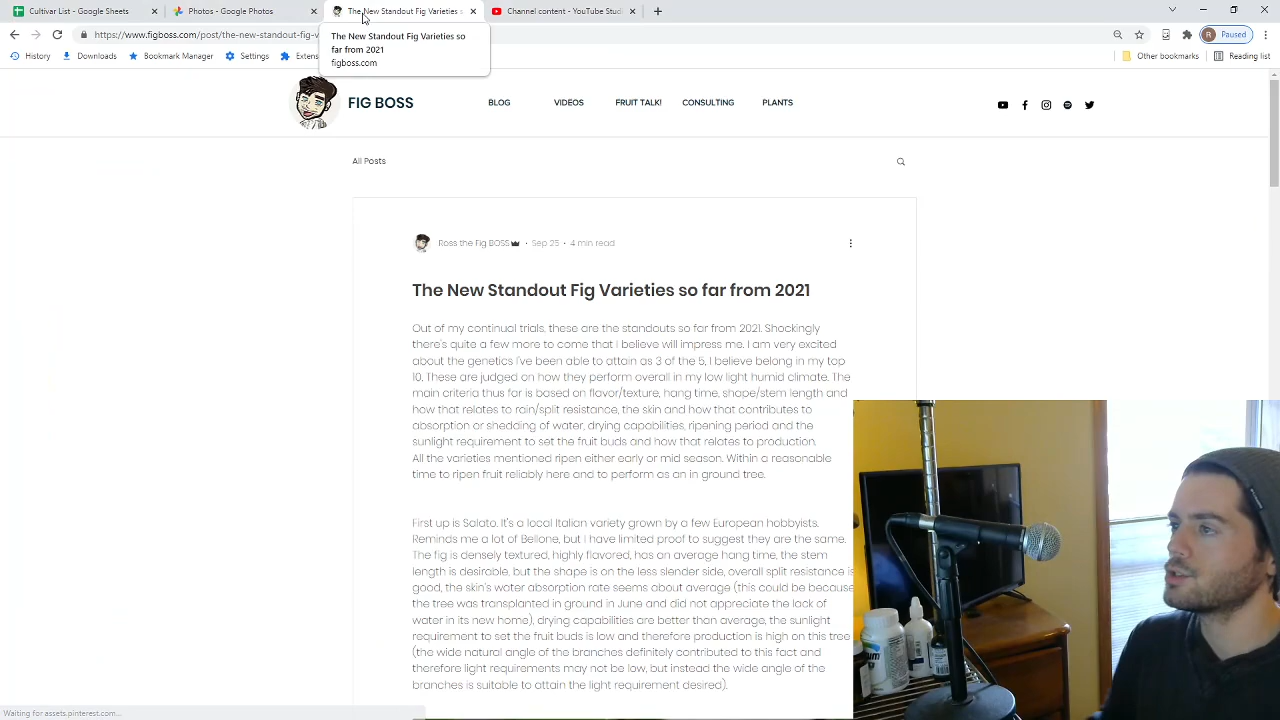 Cultivar List - Google Sheets
Photos - Google Photos
The New Standout Fig Varieties
Channel content - YouTube Studi
https://www.figboss.com/post/the-new-standout-fig-v
Paused
History
Bookmarks
Downloads
Google Bookmarks
Settings
Extens
Other bookmarks
Reading list
The New Standout Fig Varieties so
far from 2021
figboss.com
FIG BOSS
BLOG
VIDEOS
FRUIT TALK!
CONSULTING
PLANTS
All Posts
Ross the Fig BOSS · Sep 25 · 4 min read
The New Standout Fig Varieties so far from 2021
Out of my continual trials, these are the standouts so far from 2021. Shockingly
there's quite a few more to come that I believe will impress me. I am very excited
about the genetics I've been able to attain as 3 of the 5, I believe belong in my top
10. These are judged on how they perform overall in my low light humid climate. The
main criteria thus far is based on flavor/texture, hang time, shape/stem length and
how that relates to rain/split resistance, the skin and how that contributes to
absorption or shedding of water, drying capabilities, ripening period and the
sunlight requirement to set the fruit buds and how that relates to production.
All the varieties mentioned ripen either early or mid season. Within a reasonable
time to ripen fruit reliably here and to perform as an in ground tree.
First up is Salato. It's a local Italian variety grown by a few European hobbyists.
Reminds me a lot of Bellone, but I have limited proof to suggest they are the same.
The fig is densely textured, highly flavored, has an average hang time, the stem
length is desirable, but the shape is on the less slender side, overall split resistance is
good, the skin's water absorption rate seems about average (this could be because
the tree was transplanted in ground in June and did not appreciate the lack of
water in its new home), drying capabilities are better than average, the sunlight
requirement to set the fruit buds is low and therefore production is high on this tree
(the wide natural angle of the branches definitely contributed to this fact and
therefore light requirements may not be low, but instead the wide angle of the
branches is suitable to attain the light requirement desired).
Waiting for assets.pinterest.com...